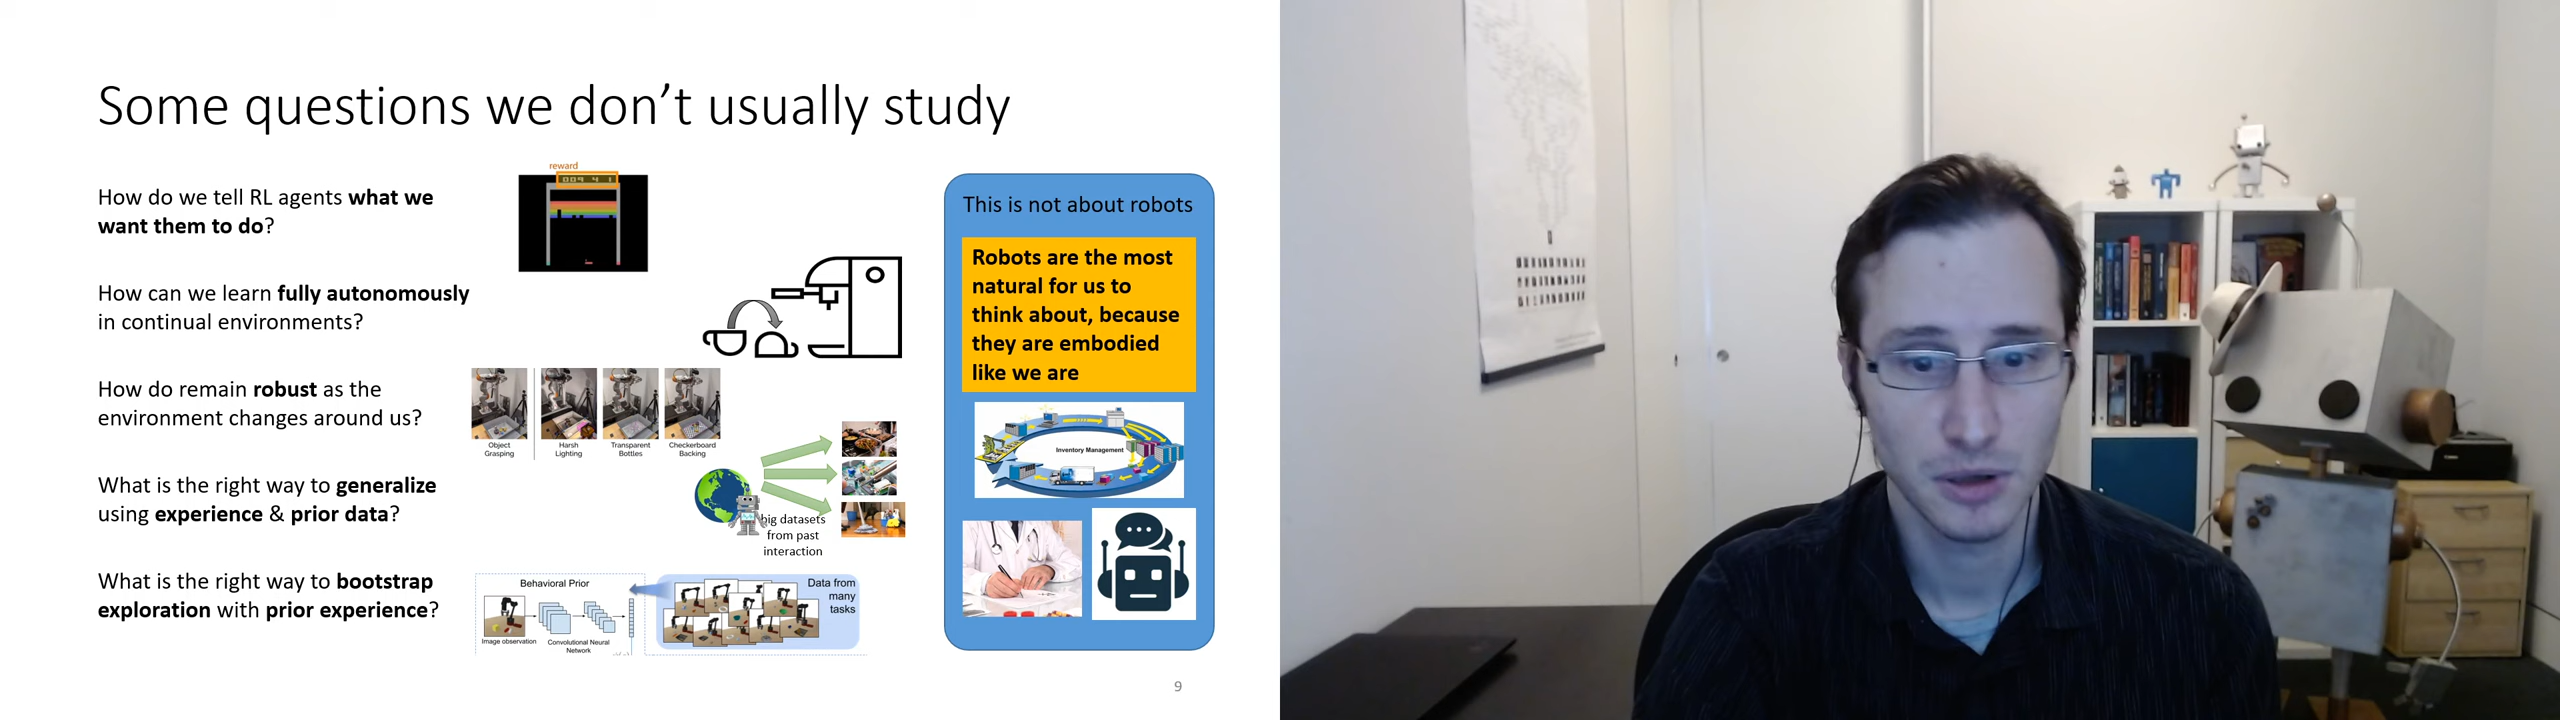 Some questions we don't usually study
How do we tell RL agents what we
want them to do?
reward
009 4 1
How can we learn fully autonomously
in continual environments?
How do remain robust as the
environment changes around us?
Object
Grasping
Harsh
Lighting
Transparent
Bottles
Checkerboard
Backing
What is the right way to generalize
using experience & prior data?
big datasets
from past
interaction
What is the right way to bootstrap
exploration with prior experience?
Behavioral Prior
Image observation
Convolutional Neural
Network
Data from
many
tasks
This is not about robots
Robots are the most
natural for us to
think about, because
they are embodied
like we are
Inventory Management
9